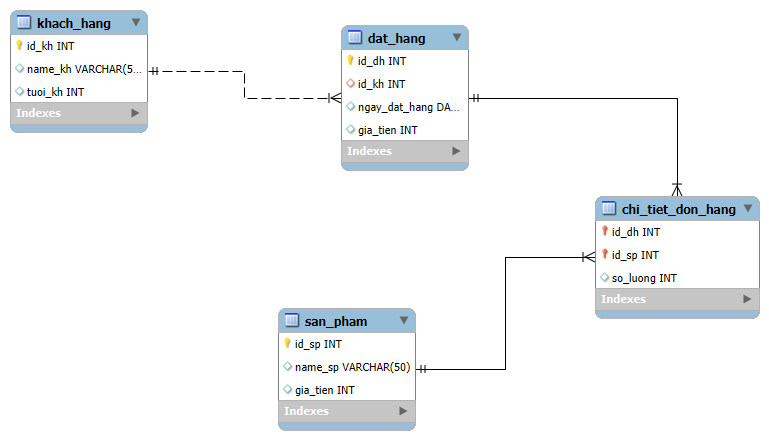 khach_hang
id_kh INT
name_kh VARCHAR(5...
tuoi_kh INT
Indexes
dat_hang
id_dh INT
id_kh INT
ngay_dat_hang DA...
gia_tien INT
Indexes
chi_tiet_don_hang
id_dh INT
id_sp INT
so_luong INT
Indexes
san_pham
id_sp INT
name_sp VARCHAR(50)
gia_tien INT
Indexes